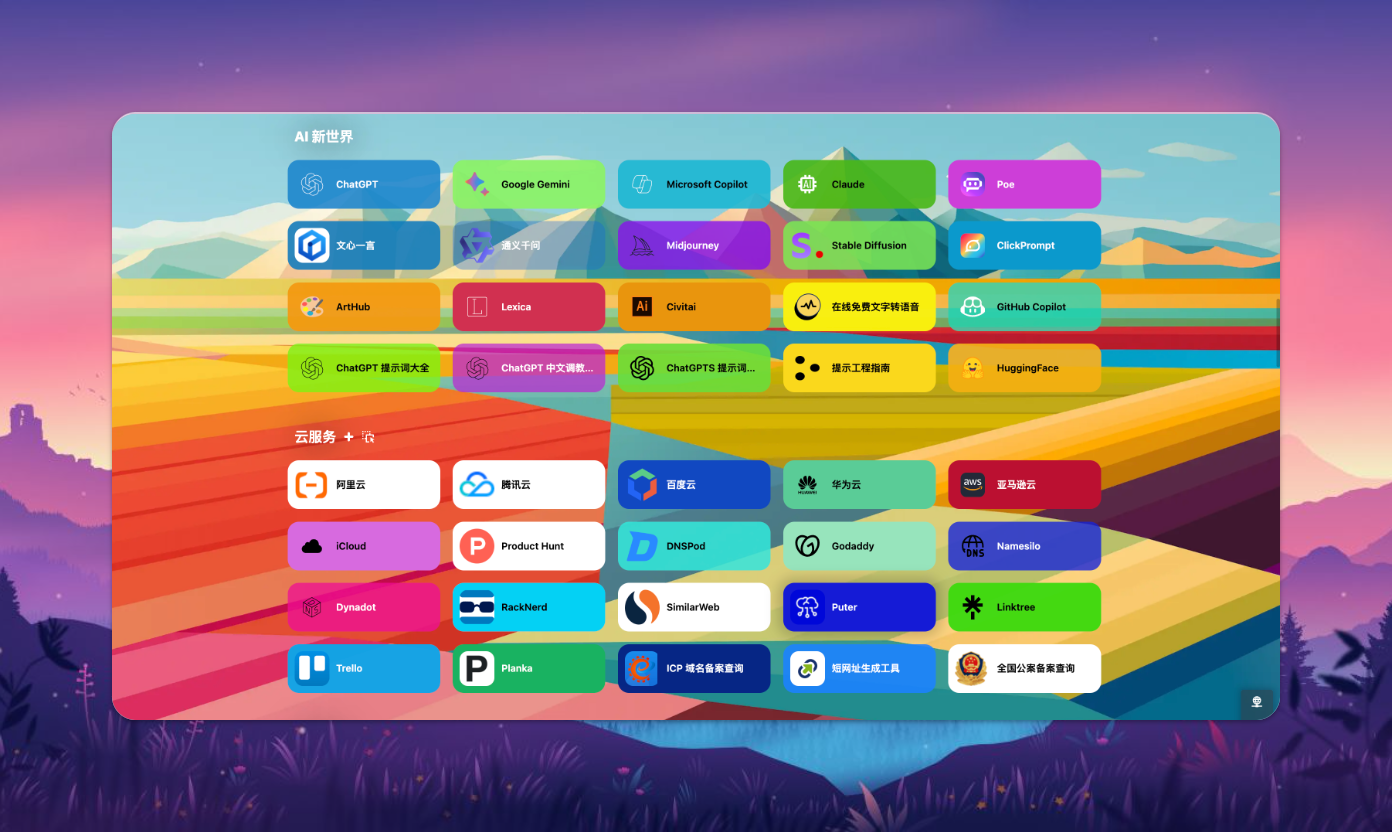 AI 新世界
ChatGPT
Google Gemini
Microsoft Copilot
Claude
Poe
文心一言
通义千问
Midjourney
Stable Diffusion
ClickPrompt
ArtHub
Lexica
Ai
Civitai
在线免费文字转语音
GitHub Copilot
ChatGPT 提示词大全
ChatGPT 中文调教...
ChatGPTS 提示词...
提示工程指南
HuggingFace
云服务 +
阿里云
腾讯云
百度云
HUAWEI
华为云
aws
亚马逊云
iCloud
P
Product Hunt
DNSPod
Godaddy
DNS
Namesilo
Dynadot
RackNerd
SimilarWeb
Puter
Linktree
Trello
P
Planka
ICP 域名备案查询
短网址生成工具
全国公案备案查询